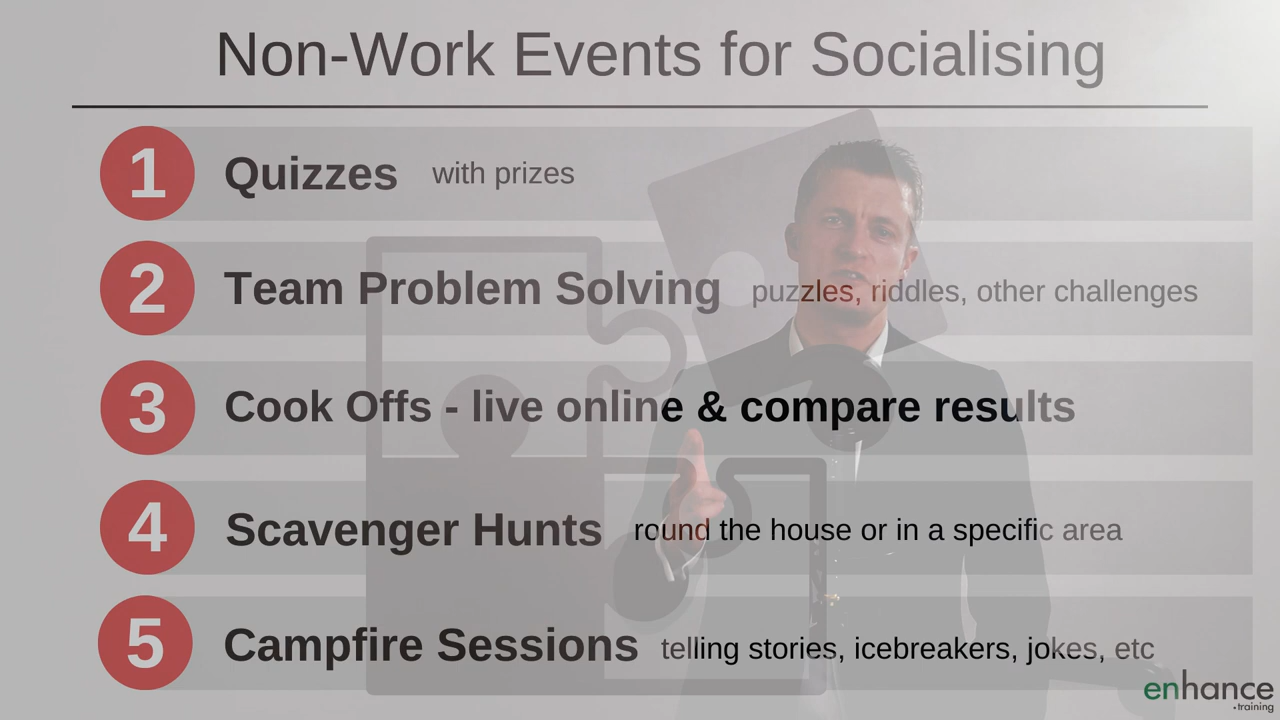 Non-Work Events for Socialising
1 Quizzes with prizes
2 Team Problem Solving puzzles, riddles, other challenges
3 Cook Offs - live online & compare results
4 Scavenger Hunts round the house or in a specific area
5 Campfire Sessions telling stories, icebreakers, jokes, etc
enhance
•training